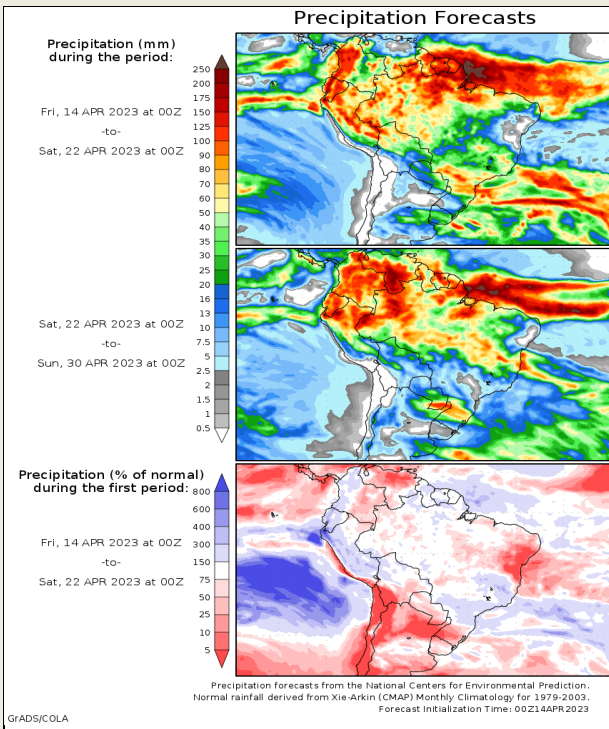 Precipitation Forecasts
Precipitation (mm)
during the period:
Fri, 14 APR 2023 at 00Z
-to-
Sat, 22 APR 2023 at 00Z
250
200
175
150
125
100
90
80
70
60
50
40
35
30
25
20
16
13
10
7.5
5
2.5
2
1.5
1
0.5
Sat, 22 APR 2023 at 00Z
-to-
Sun, 30 APR 2023 at 00Z
Precipitation (% of normal)
during the first period:
Fri, 14 APR 2023 at 00Z
-to-
Sat, 22 APR 2023 at 00Z
800
600
400
300
150
75
50
25
10
5
Precipitation forecasts from the National Centers for Environmental Prediction.
Normal rainfall derived from Xie-Arkin (CMAP) Monthly Climatology for 1979-2003.
Forecast Initialization Time: 00Z14APR2023
GrADS/COLA